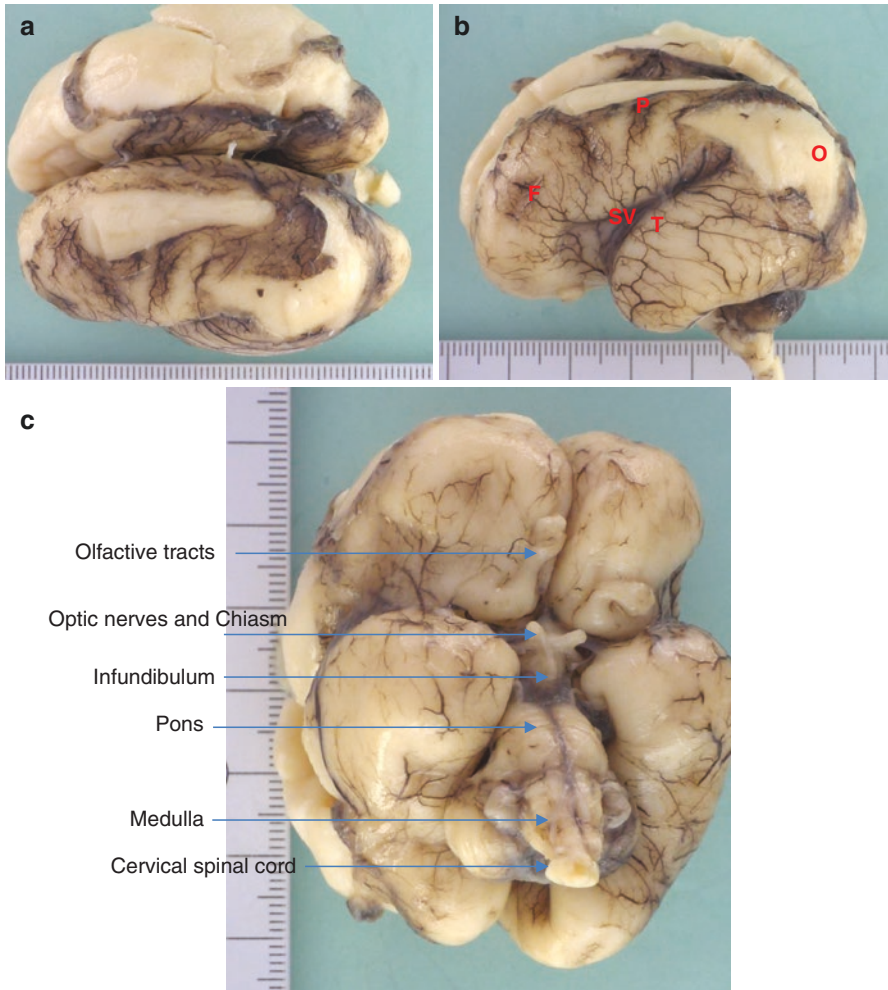 a
b
P
O
F
SV
T
c
Olfactive tracts
Optic nerves and Chiasm
Infundibulum
Pons
Medulla
Cervical spinal cord